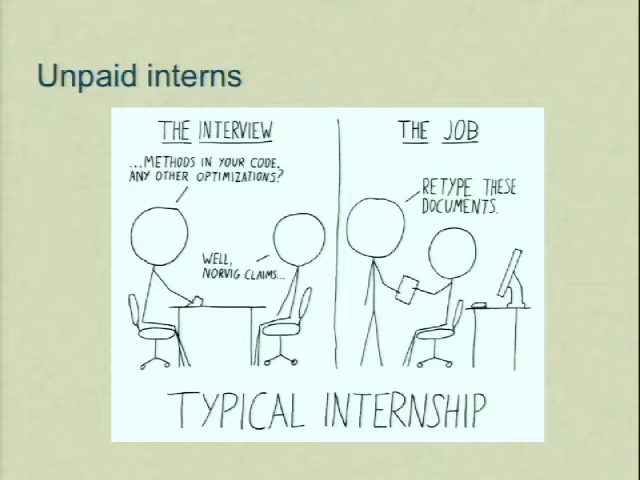 Unpaid interns
THE INTERVIEW
...METHODS IN YOUR CODE.
ANY OTHER OPTIMIZATIONS?
WELL,
NORVIG CLAIMS...
THE JOB
RETYPE THESE
DOCUMENTS.
TYPICAL INTERNSHIP